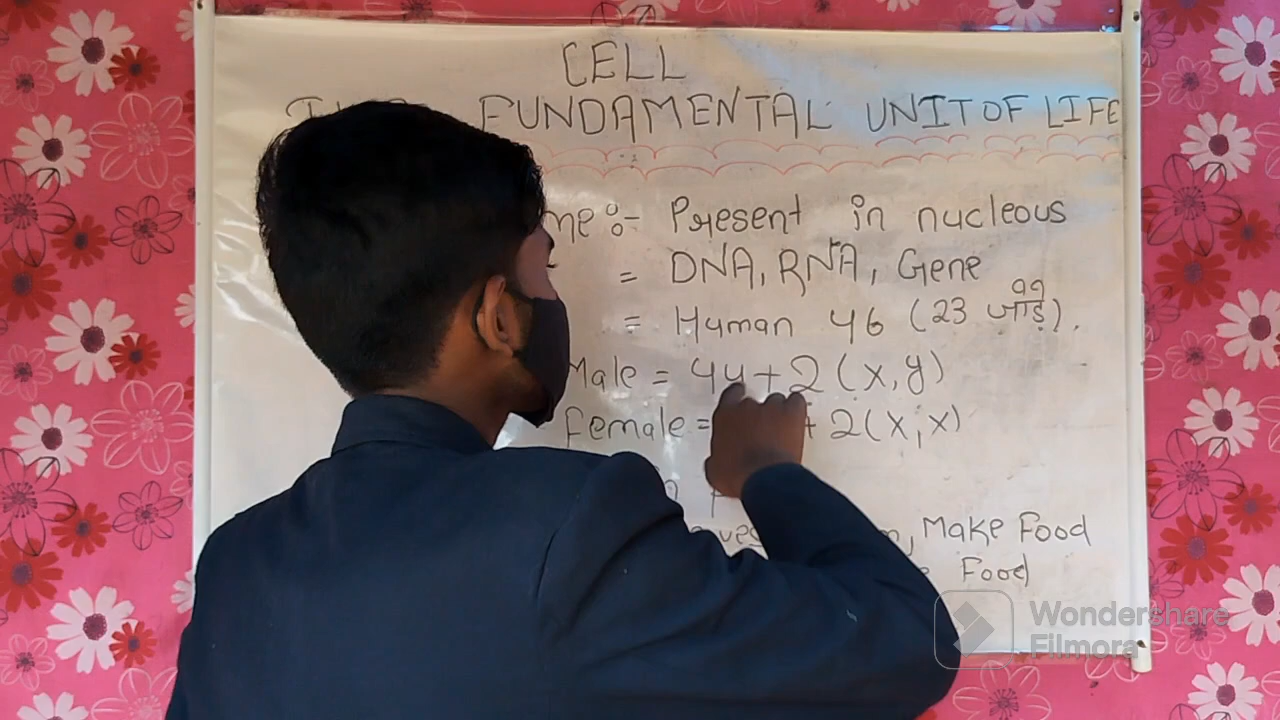 CELL
FUNDAMENTAL UNIT OF LIFE
me :- Present in nucleous
= DNA, RNA, Gene
= Human 46 (23 जोड़े).
Male = 44+2 (x,y)
Female = + 2(x,x)
, Make Food
Food
Wondershare
Filmora